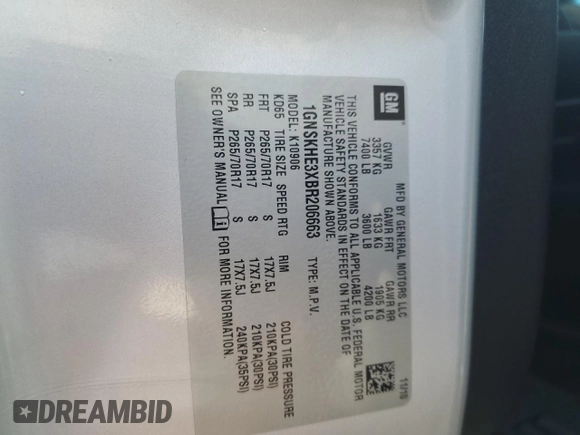 GM
MFD BY GENERAL MOTORS LLC 11/10
GVWR GAWR FRT GAWR RR
3357 KG 1633 KG 1905 KG
7400 LB 3600 LB 4200 LB
THIS VEHICLE CONFORMS TO ALL APPLICABLE U.S. FEDERAL MOTOR
VEHICLE SAFETY STANDARDS IN EFFECT ON THE DATE OF
MANUFACTURE SHOWN ABOVE.
1GNSKHE3XBR206663 TYPE: M.P.V.
MODEL: K10906
KD65 TIRE SIZE SPEED RTG RIM COLD TIRE PRESSURE
FRT P265/70R17 S 17X7.5J 210KPA(30PSI)
RR P265/70R17 S 17X7.5J 210KPA(30PSI)
SPA P265/70R17 S 17X7.5J 240KPA(35PSI)
SEE OWNER'S MANUAL FOR MORE INFORMATION.
DREAMBID